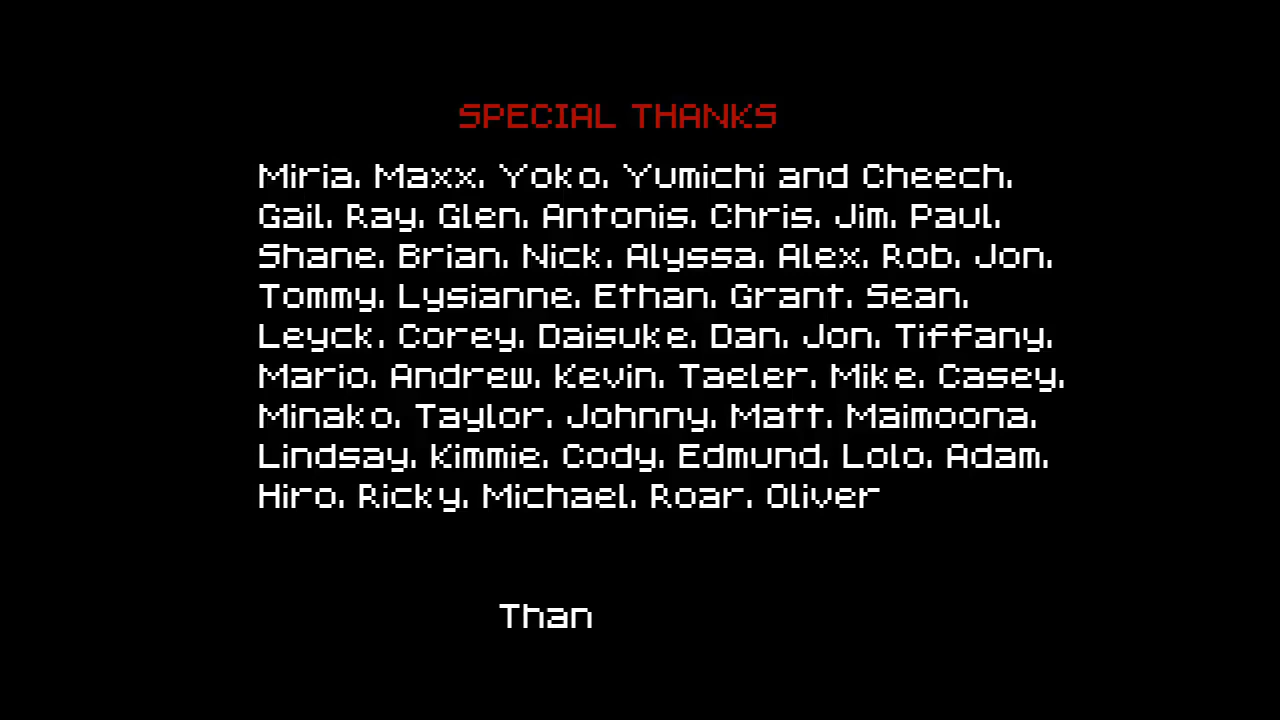 SPECIAL THANKS
Miria, Maxx, Yoko, Yumichi and Cheech,
Gail, Ray, Glen, Antonis, Chris, Jim, Paul,
Shane, Brian, Nick, Alyssa, Alex, Rob, Jon,
Tommy, Lysianne, Ethan, Grant, Sean,
Leyck, Corey, Daisuke, Dan, Jon, Tiffany,
Mario, Andrew, Kevin, Taeler, Mike, Casey,
Minako, Taylor, Johnny, Matt, Maimoona,
Lindsay, Kimmie, Cody, Edmund, Lolo, Adam,
Hiro, Ricky, Michael, Roar, Oliver
Than